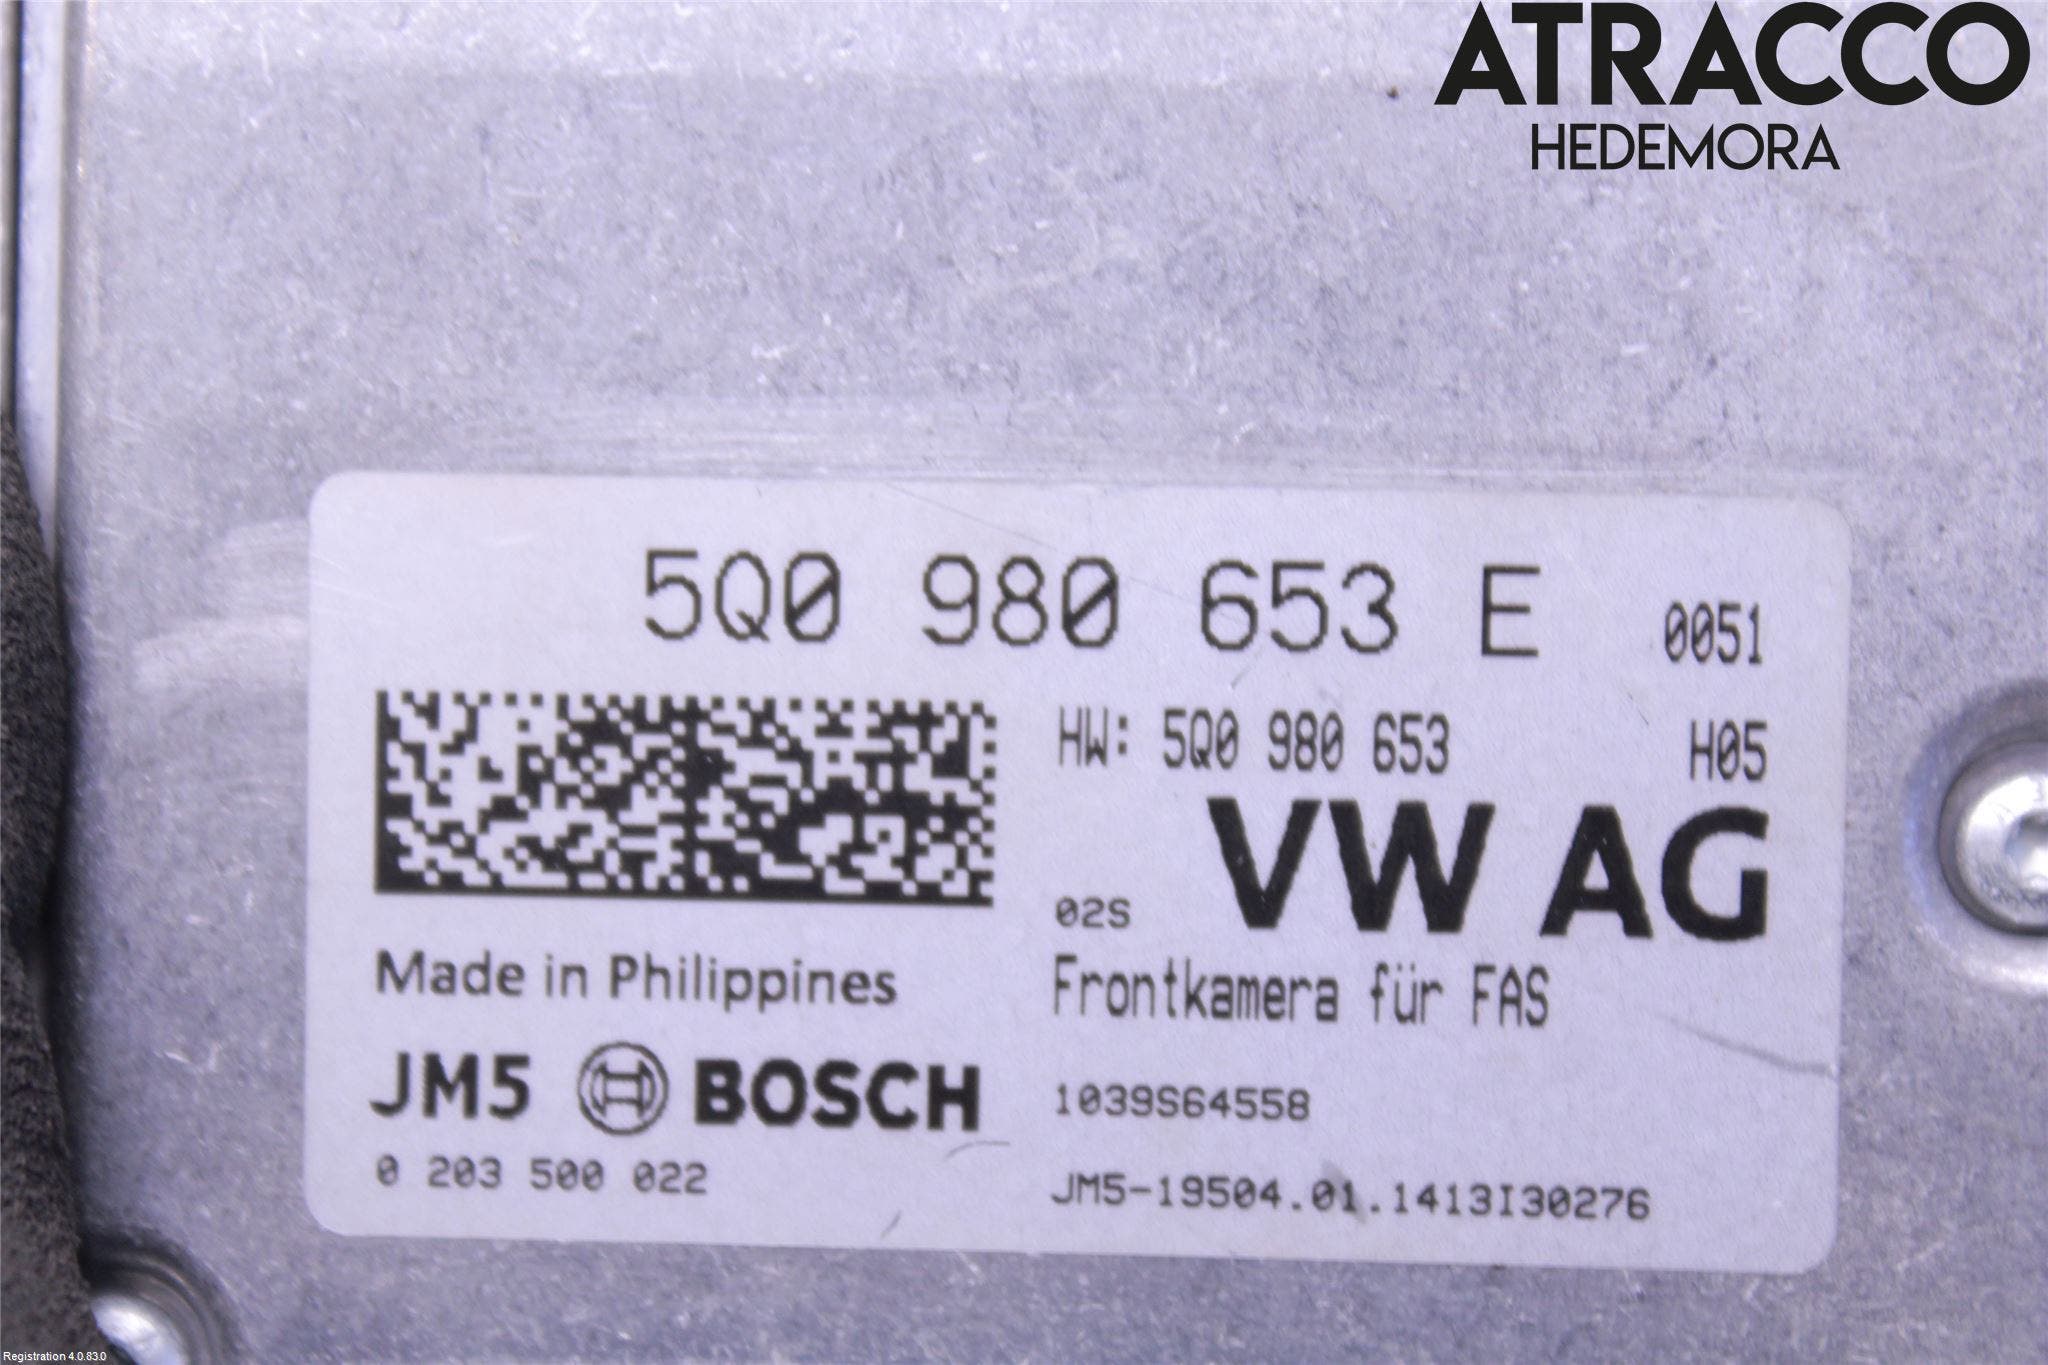 ATRACCO
HEDEMORA
5Q0 980 653 E 0051
HW: 5Q0 980 653 H05
02S VW AG
Made in Philippines
Frontkamera für FAS
JM5 BOSCH
1039S64558
0 203 500 022
JM5-19504.01.1413I30276
Registration 4.0.83.0